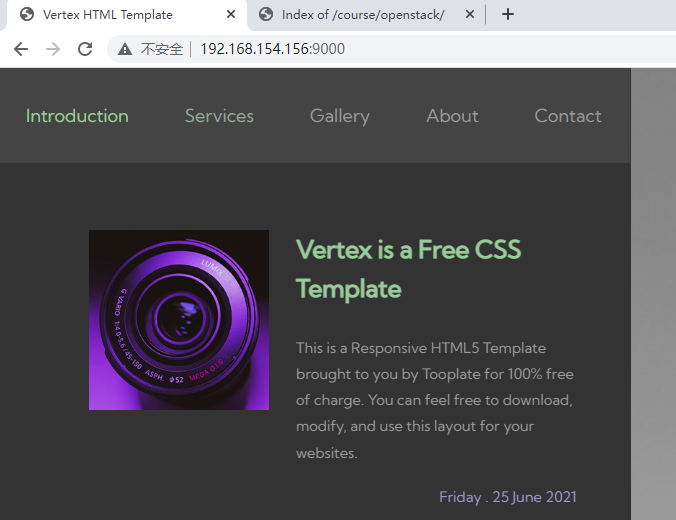 Vertex HTML Template
Index of /course/openstack/
不安全
192.168.154.156:9000
Introduction
Services
Gallery
About
Contact
LUMIX
G VARIO 1:4.0-5.6/45-150 ASPH. Φ52 MEGA O.I.S.
Vertex is a Free CSS
Template
This is a Responsive HTML5 Template
brought to you by Tooplate for 100% free
of charge. You can feel free to download,
modify, and use this layout for your
websites.
Friday . 25 June 2021